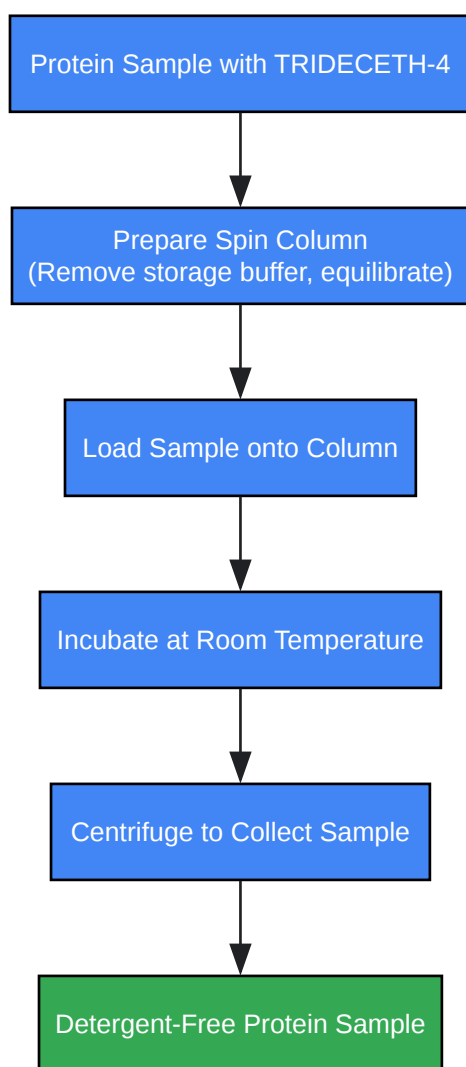 Protein Sample with TRIDECETH-4
Prepare Spin Column
(Remove storage buffer, equilibrate)
Load Sample onto Column
Incubate at Room Temperature
Centrifuge to Collect Sample
Detergent-Free Protein Sample